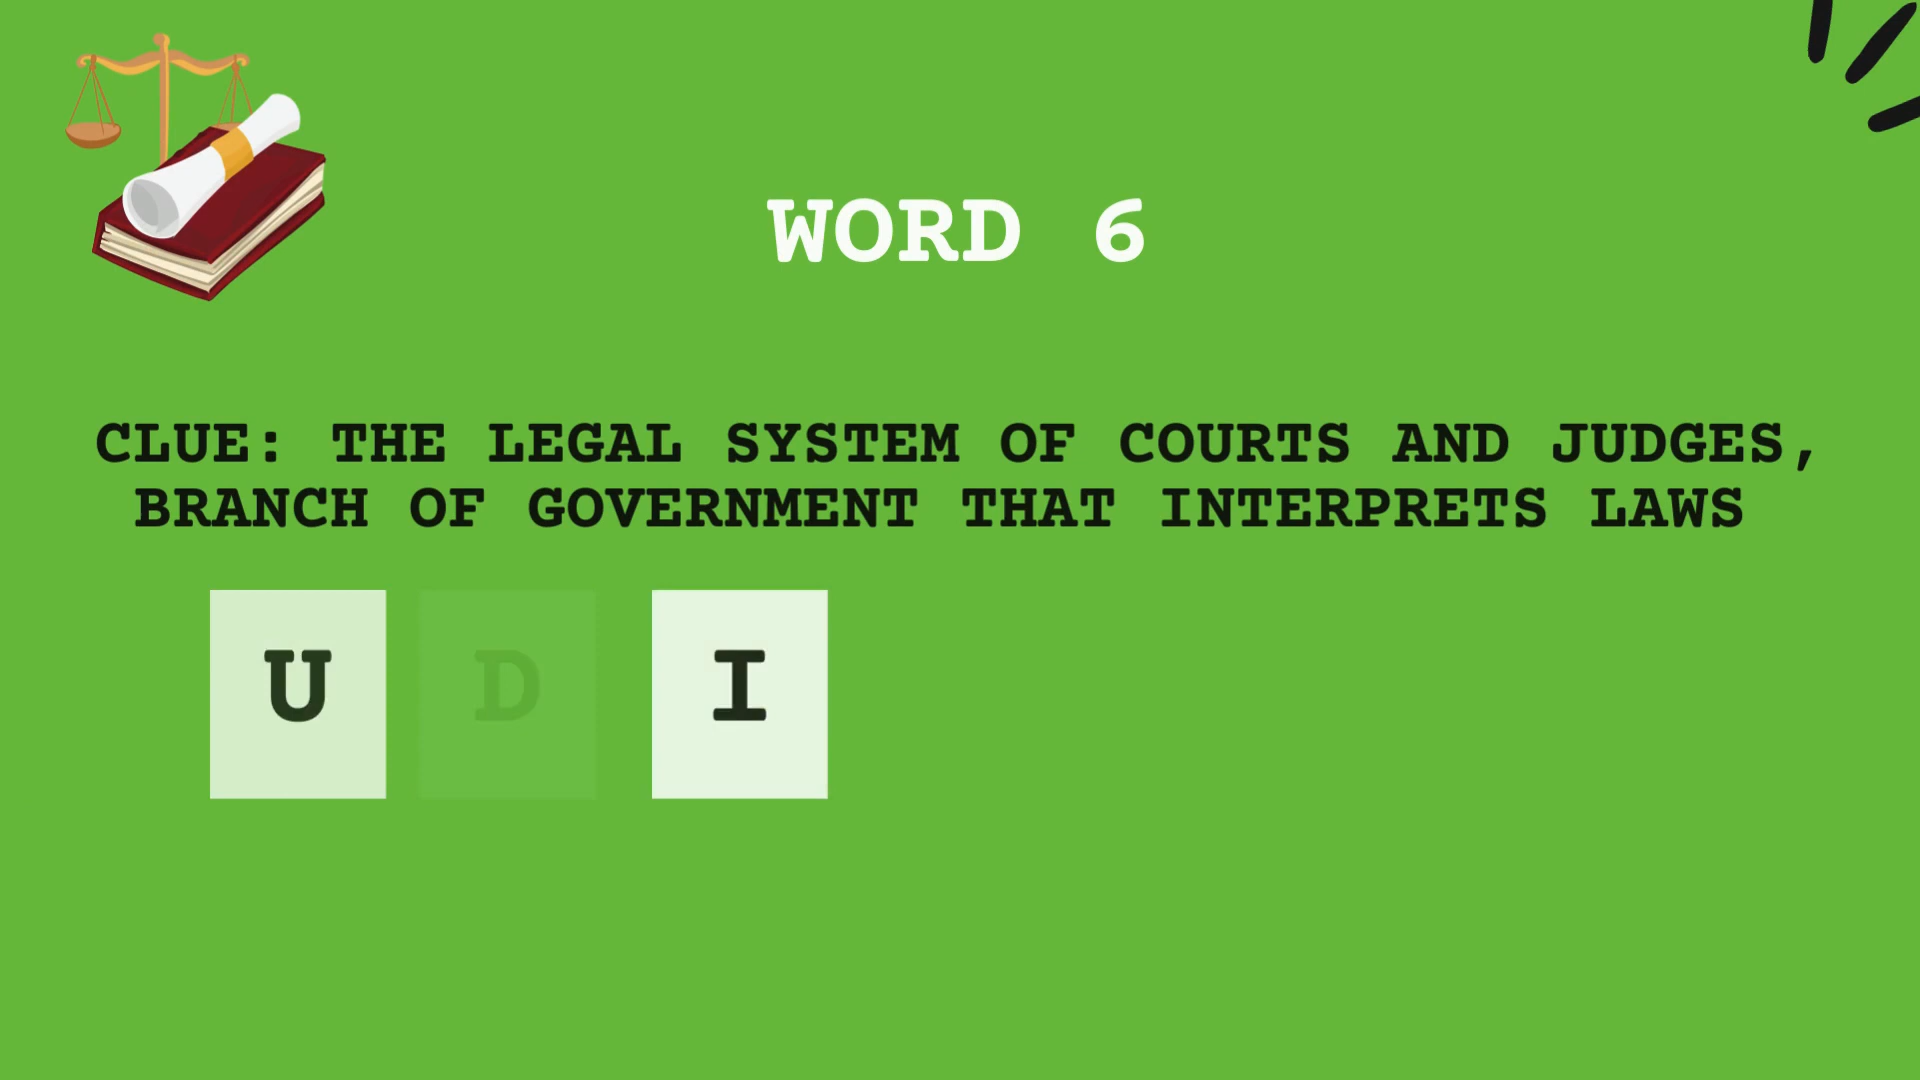 WORD 6
CLUE: THE LEGAL SYSTEM OF COURTS AND JUDGES,
BRANCH OF GOVERNMENT THAT INTERPRETS LAWS
U D I